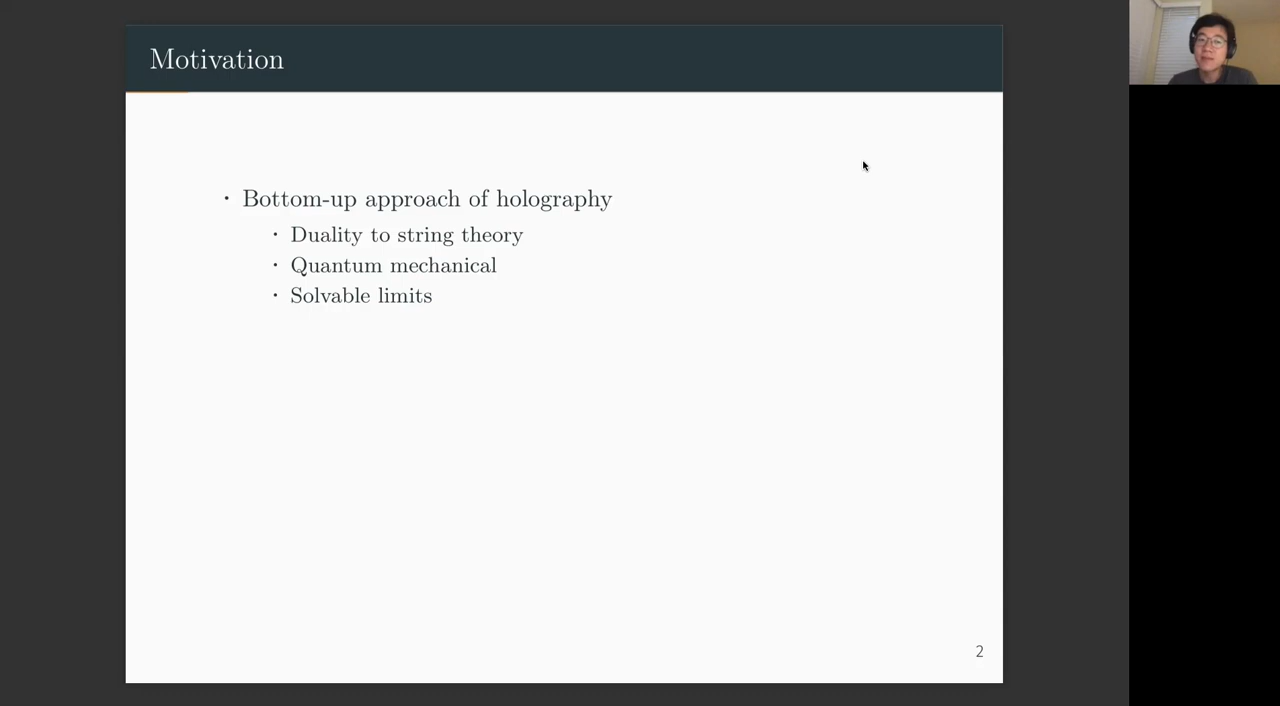 Motivation
· Bottom-up approach of holography
· Duality to string theory
· Quantum mechanical
· Solvable limits
2